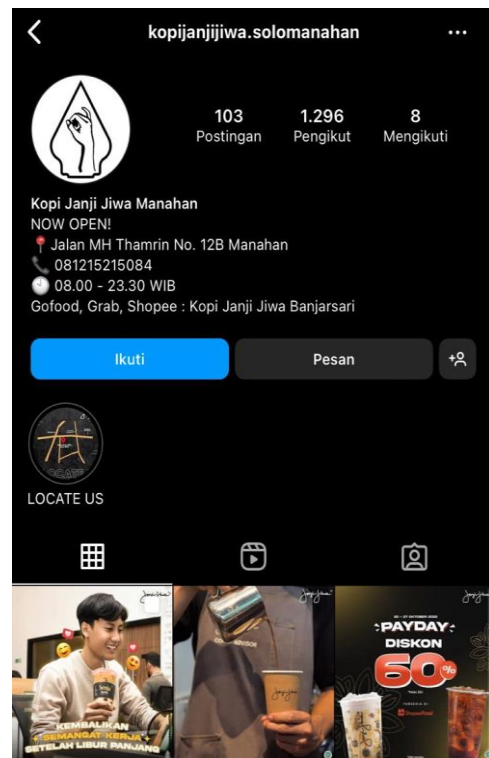 kopijanjijiwa.solomanahan
103 1.296 8
Postingan Pengikut Mengikuti
Kopi Janji Jiwa Manahan
NOW OPEN!
Jalan MH Thamrin No. 12B Manahan
081215215084
08.00 - 23.30 WIB
Gofood, Grab, Shopee : Kopi Janji Jiwa Banjarsari
Ikuti Pesan
LOCATE US
KEMBALIKAN
SEMANGAT KERJA
SETELAH LIBUR PANJANG
PAYDAY
DISKON
60%